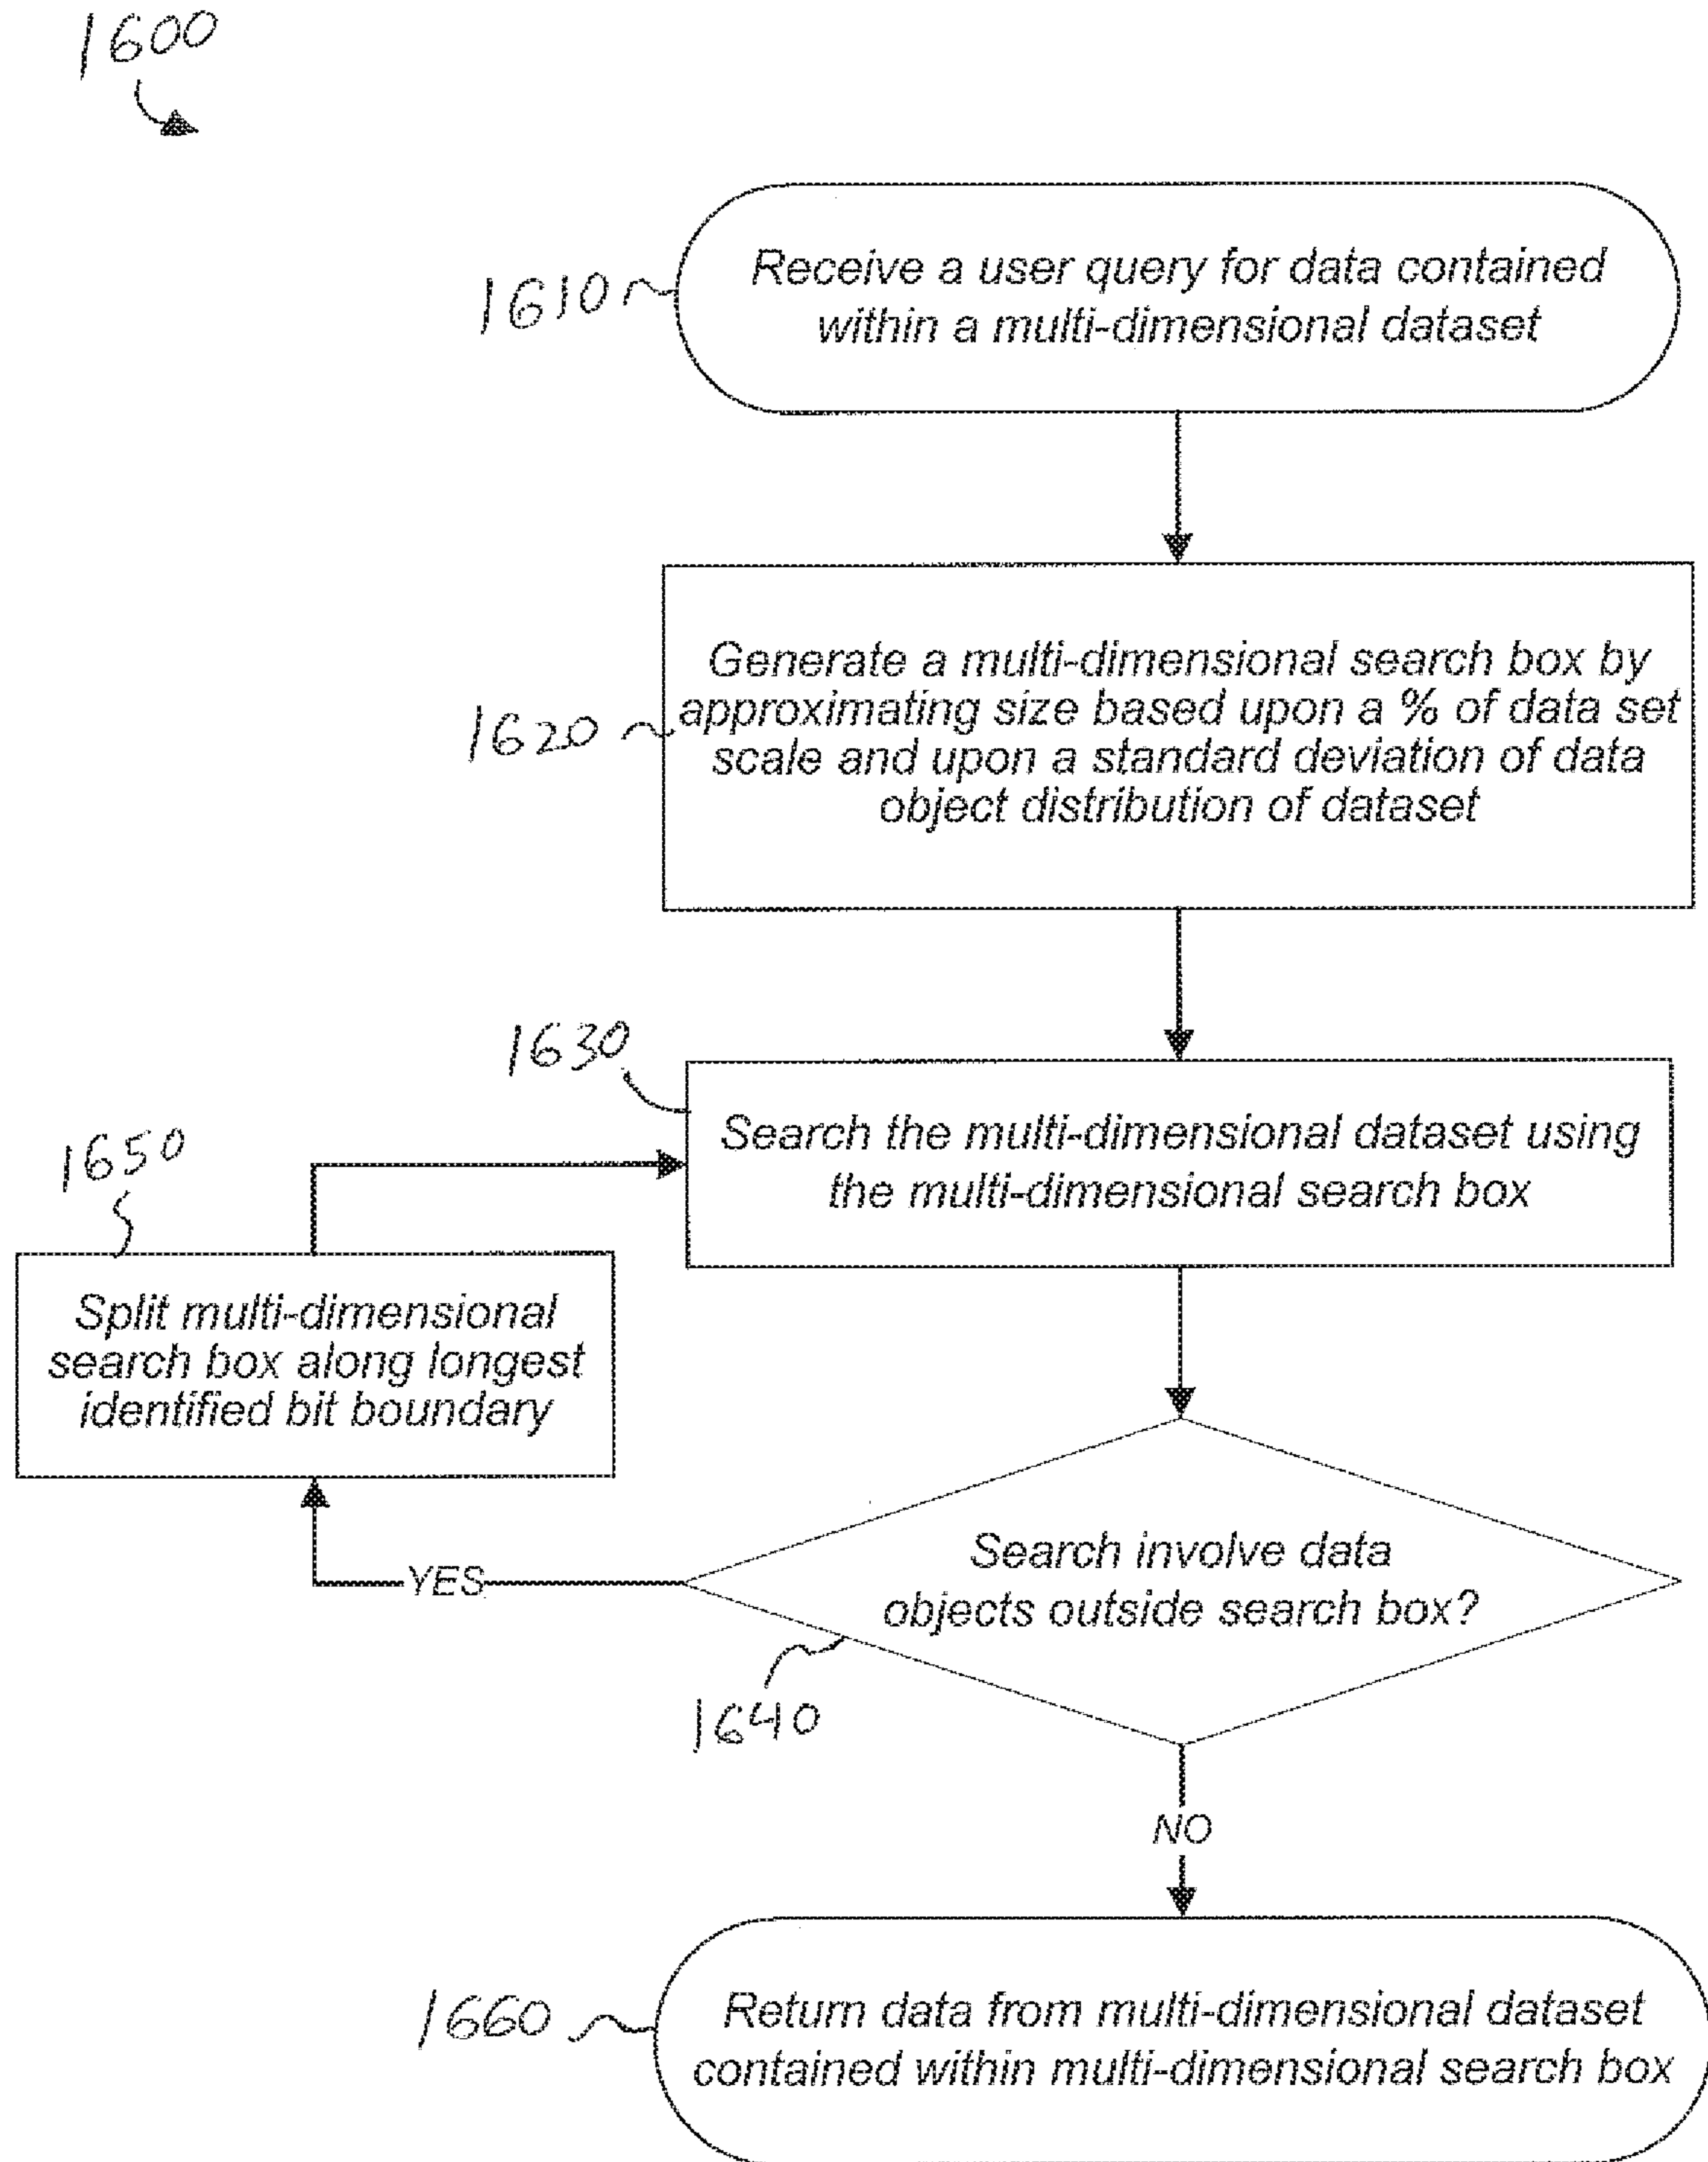 1600
1610
Receive a user query for data contained
within a multi-dimensional dataset
Generate a multi-dimensional search box by
1620
approximating size based upon a % of data set
scale and upon a standard deviation of data
object distribution of dataset
1630
Search the multi-dimensional dataset using
the multi-dimensional search box
1650
Split multi-dimensional
search box along longest
identified bit boundary
YES
Search involve data
objects outside search box?
1640
NO
1660
Return data from multi-dimensional dataset
contained within multi-dimensional search box